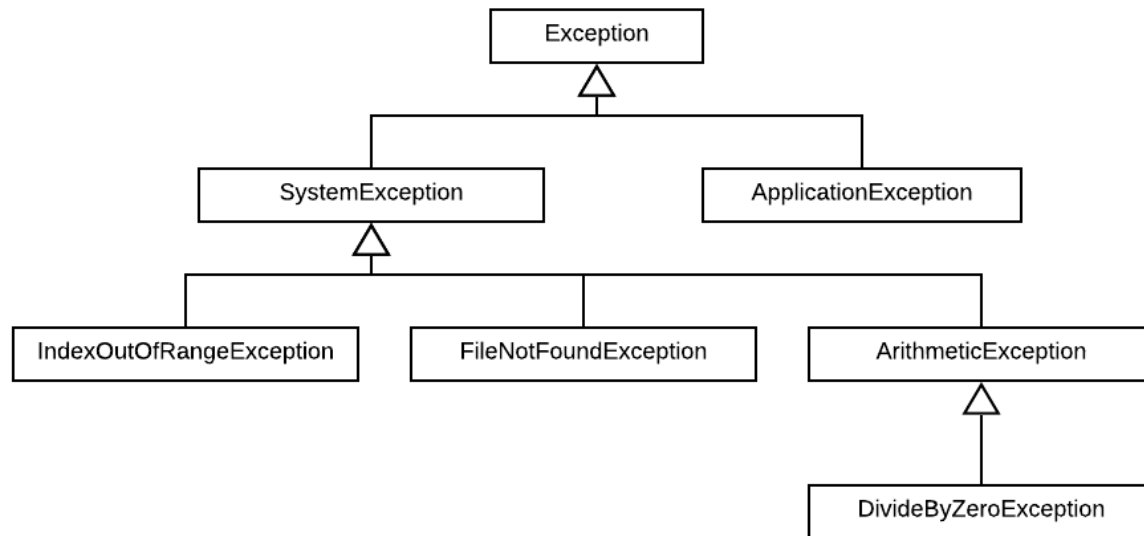 Exception
SystemException
ApplicationException
IndexOutOfRangeException
FileNotFoundException
ArithmeticException
DivideByZeroException